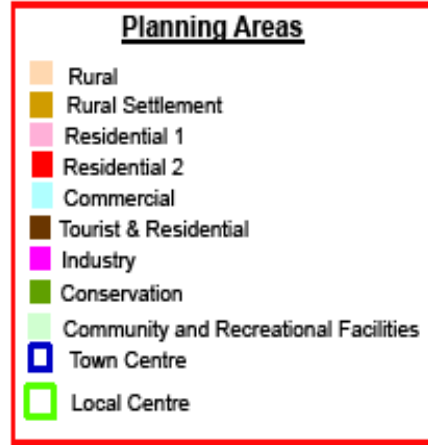 Planning Areas
Rural
Rural Settlement
Residential 1
Residential 2
Commercial
Tourist & Residential
Industry
Conservation
Community and Recreational Facilities
Town Centre
Local Centre